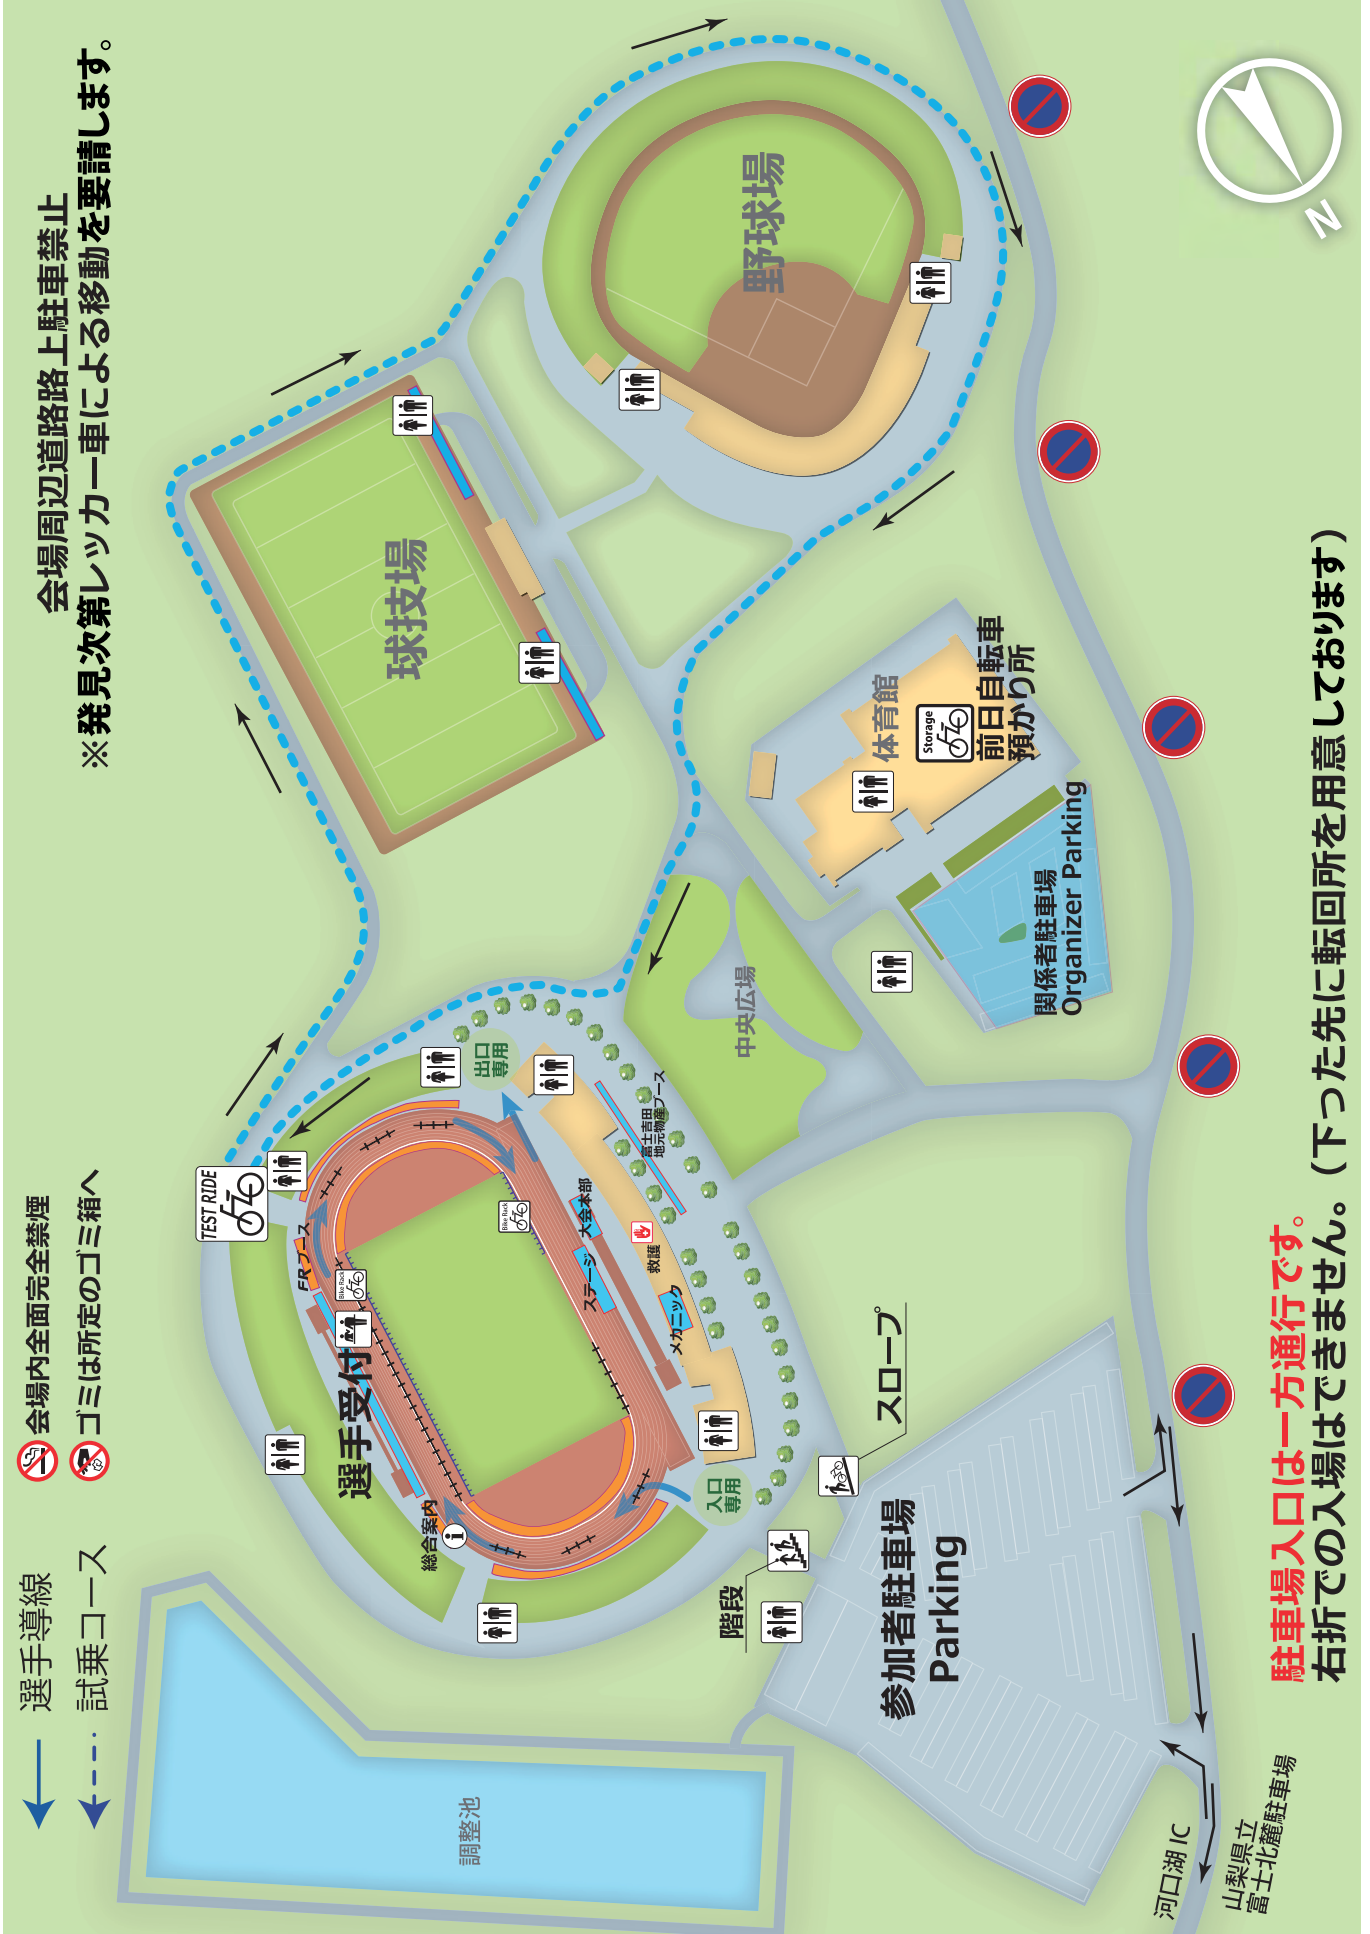 選手導線
試乗コース
会場内全面完全禁煙
ゴミは所定のゴミ箱へ
会場周辺道路路上駐車禁止
※発見次第レッカー車による移動を要請します。
調整池
TEST RIDE
FRブース
Bike Rack
選手受付
総合案内
i
Bike Rack
出口
専用
大会本部
ステージ
富士吉田
地元物産ブース
救護
メカニック
入口
専用
階段
スロープ
参加者駐車場
Parking
球技場
野球場
中央広場
体育館
Storage
前日自転車
預かり所
関係者駐車場
Organizer Parking
N
河口湖 IC
山梨県立
富士北麓駐車場
駐車場入口は一方通行です。
右折での入場はできません。（下った先に転回所を用意しております）